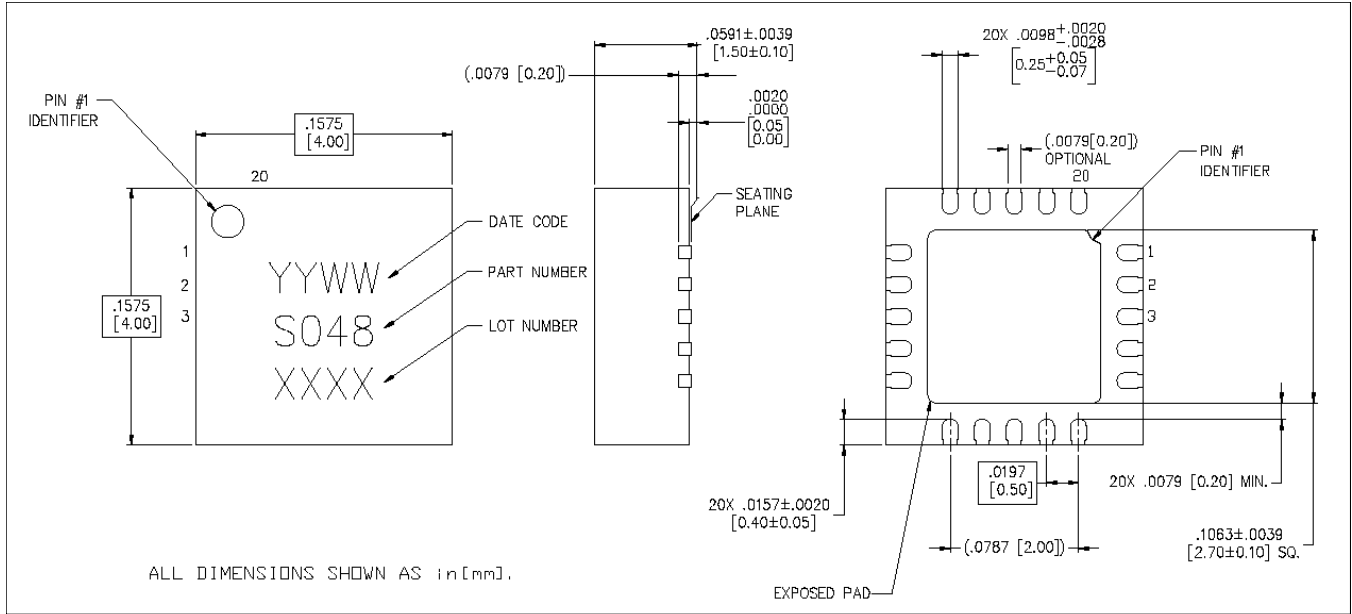 PIN #1
IDENTIFIER
.1575
[4.00]
20
1
2
3
.1575
[4.00]
YYWW
S048
XXXX
DATE CODE
PART NUMBER
LOT NUMBER
ALL DIMENSIONS SHOWN AS in[mm].
.0591±.0039
[1.50±0.10]
(.0079 [0.20])
.0020
.0000
[0.05
0.00]
SEATING
PLANE
20X .0098+.0020
-.0028
[0.25+0.05
-0.07]
(.0079[0.20])
OPTIONAL
20
PIN #1
IDENTIFIER
1
2
3
20X .0157±.0020
[0.40±0.05]
.0197
[0.50]
(.0787 [2.00])
20X .0079 [0.20] MIN.
.1063±.0039
[2.70±0.10] SQ.
EXPOSED PAD